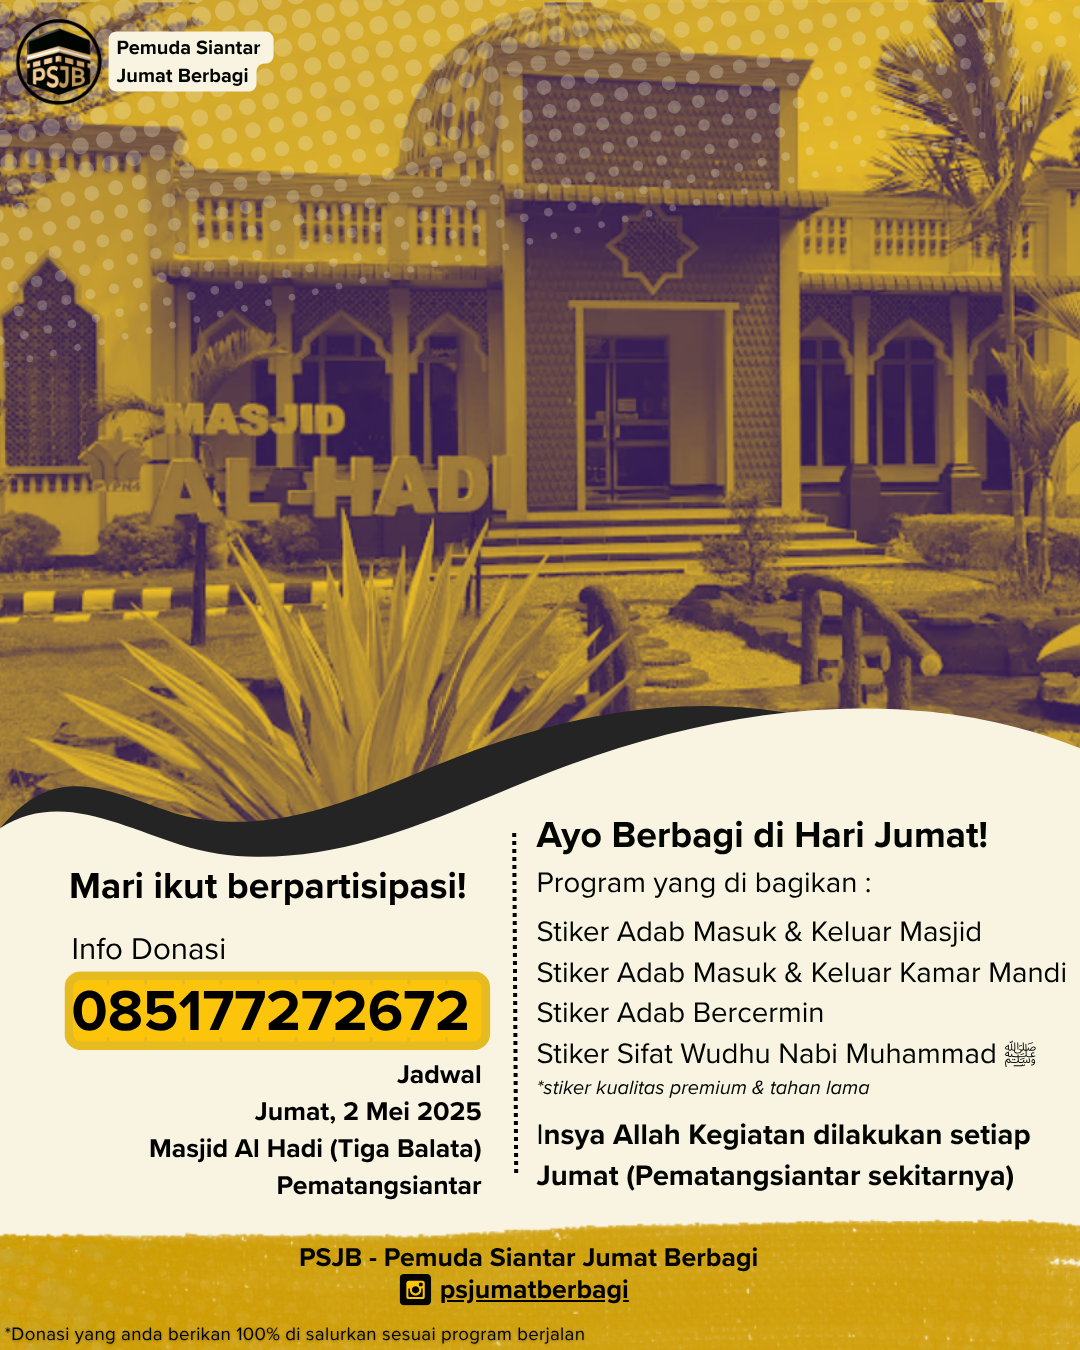 PSJB
Pemuda Siantar
Jumat Berbagi
MASJID
AL-HADI
Mari ikut berpartisipasi!
Info Donasi
085177272672
Jadwal
Jumat, 2 Mei 2025
Masjid Al Hadi (Tiga Balata)
Pematangsiantar
Ayo Berbagi di Hari Jumat!
Program yang di bagikan :
Stiker Adab Masuk & Keluar Masjid
Stiker Adab Masuk & Keluar Kamar Mandi
Stiker Adab Bercermin
Stiker Sifat Wudhu Nabi Muhammad ﷺ
*stiker kualitas premium & tahan lama
Insya Allah Kegiatan dilakukan setiap
Jumat (Pematangsiantar sekitarnya)
PSJB - Pemuda Siantar Jumat Berbagi
psjumatberbagi
*Donasi yang anda berikan 100% di salurkan sesuai program berjalan